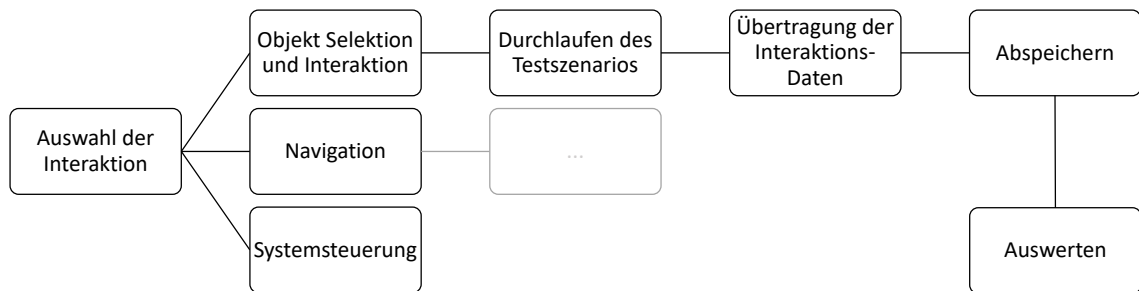 Auswahl der
Interaktion
Objekt Selektion
und Interaktion
Durchlaufen des
Testszenarios
Übertragung der
Interaktions-
Daten
Abspeichern
Navigation
...
Systemsteuerung
Auswerten